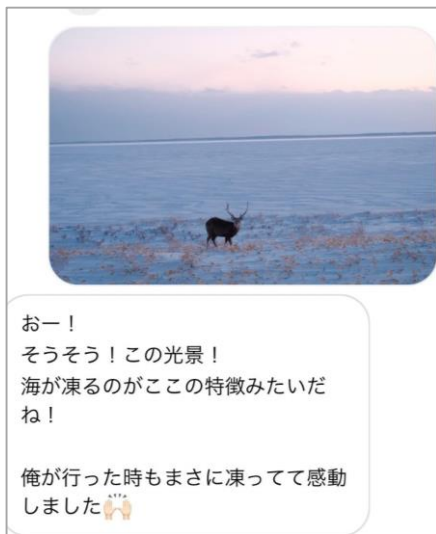 おー！
そうそう！この光景！
海が凍るのがここの特徴みたいだ
ね！
俺が行った時もまさに凍ってて感動
しました🙌🏻